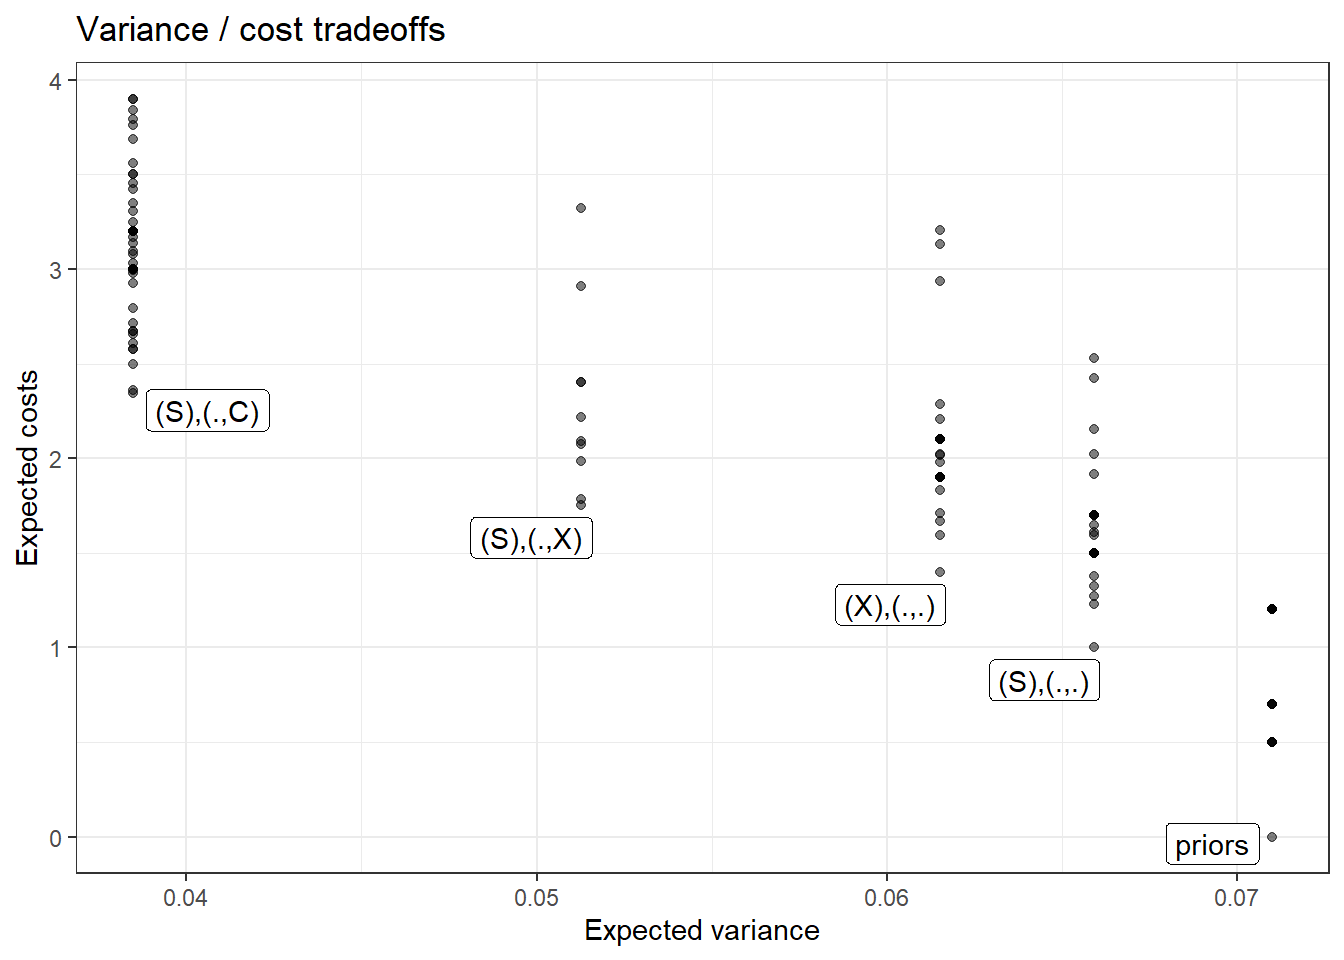 Variance / cost tradeoffs
4
3
2
1
0
Expected costs
(S),(.,C)
(S),(.,X)
(X),(.,.)
(S),(.,.)
priors
0.04
0.05
0.06
0.07
Expected variance